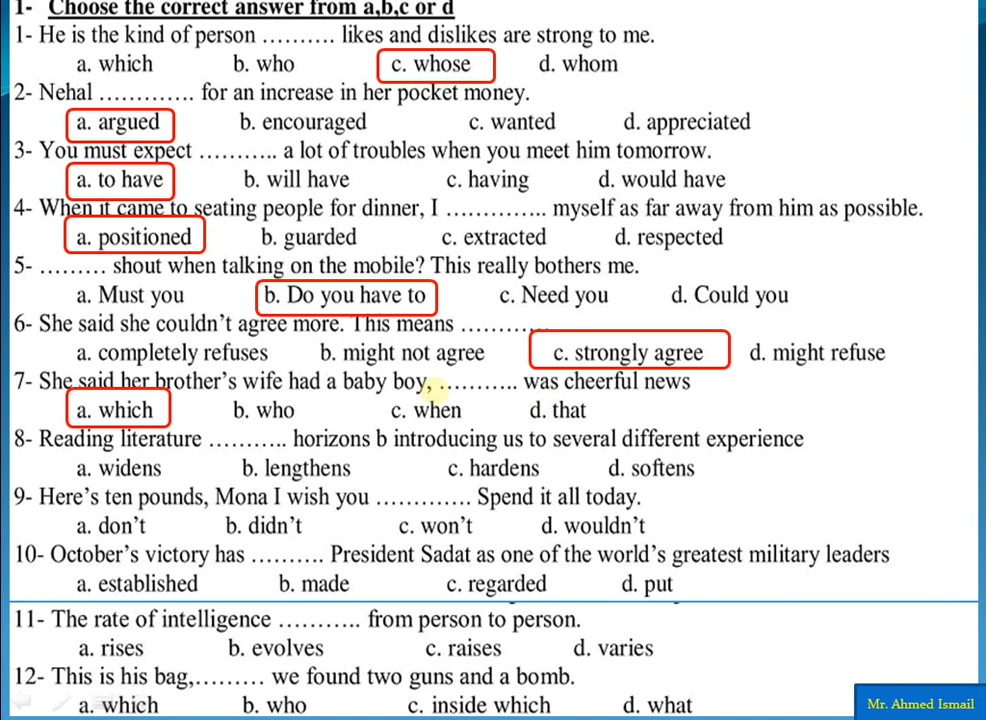 1- Choose the correct answer from a,b,c or d
1- He is the kind of person .......... likes and dislikes are strong to me.
a. which b. who c. whose d. whom
2- Nehal ............. for an increase in her pocket money.
a. argued b. encouraged c. wanted d. appreciated
3- You must expect ........... a lot of troubles when you meet him tomorrow.
a. to have b. will have c. having d. would have
4- When it came to seating people for dinner, I .............. myself as far away from him as possible.
a. positioned b. guarded c. extracted d. respected
5- ......... shout when talking on the mobile? This really bothers me.
a. Must you b. Do you have to c. Need you d. Could you
6- She said she couldn't agree more. This means ............
a. completely refuses b. might not agree c. strongly agree d. might refuse
7- She said her brother's wife had a baby boy, ........... was cheerful news
a. which b. who c. when d. that
8- Reading literature ........... horizons b introducing us to several different experience
a. widens b. lengthens c. hardens d. softens
9- Here's ten pounds, Mona I wish you ............. Spend it all today.
a. don't b. didn't c. won't d. wouldn't
10- October's victory has .......... President Sadat as one of the world's greatest military leaders
a. established b. made c. regarded d. put
11- The rate of intelligence ........... from person to person.
a. rises b. evolves c. raises d. varies
12- This is his bag,......... we found two guns and a bomb.
a. which b. who c. inside which d. what
Mr. Ahmed Ismail